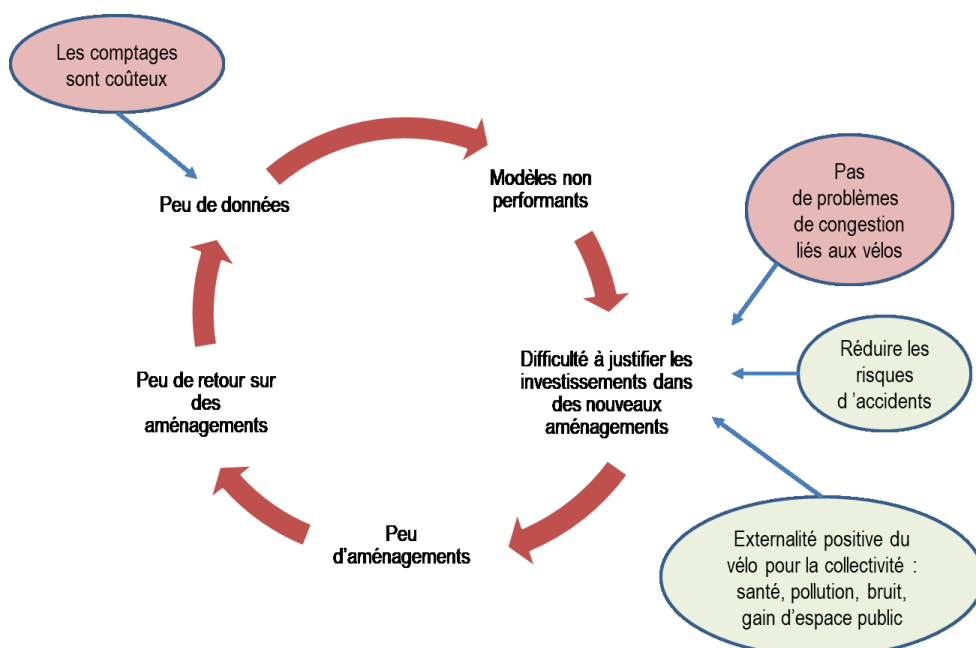 Les comptages
sont coûteux
Peu de données
Modèles non
performants
Pas
de problèmes
de congestion
liés aux vélos
Difficulté à justifier les
investissements dans
des nouveaux
aménagements
Réduire les
risques
d 'accidents
Externalité positive du
vélo pour la collectivité :
santé, pollution, bruit,
gain d'espace public
Peu
d'aménagements
Peu de retour sur
des
aménagements